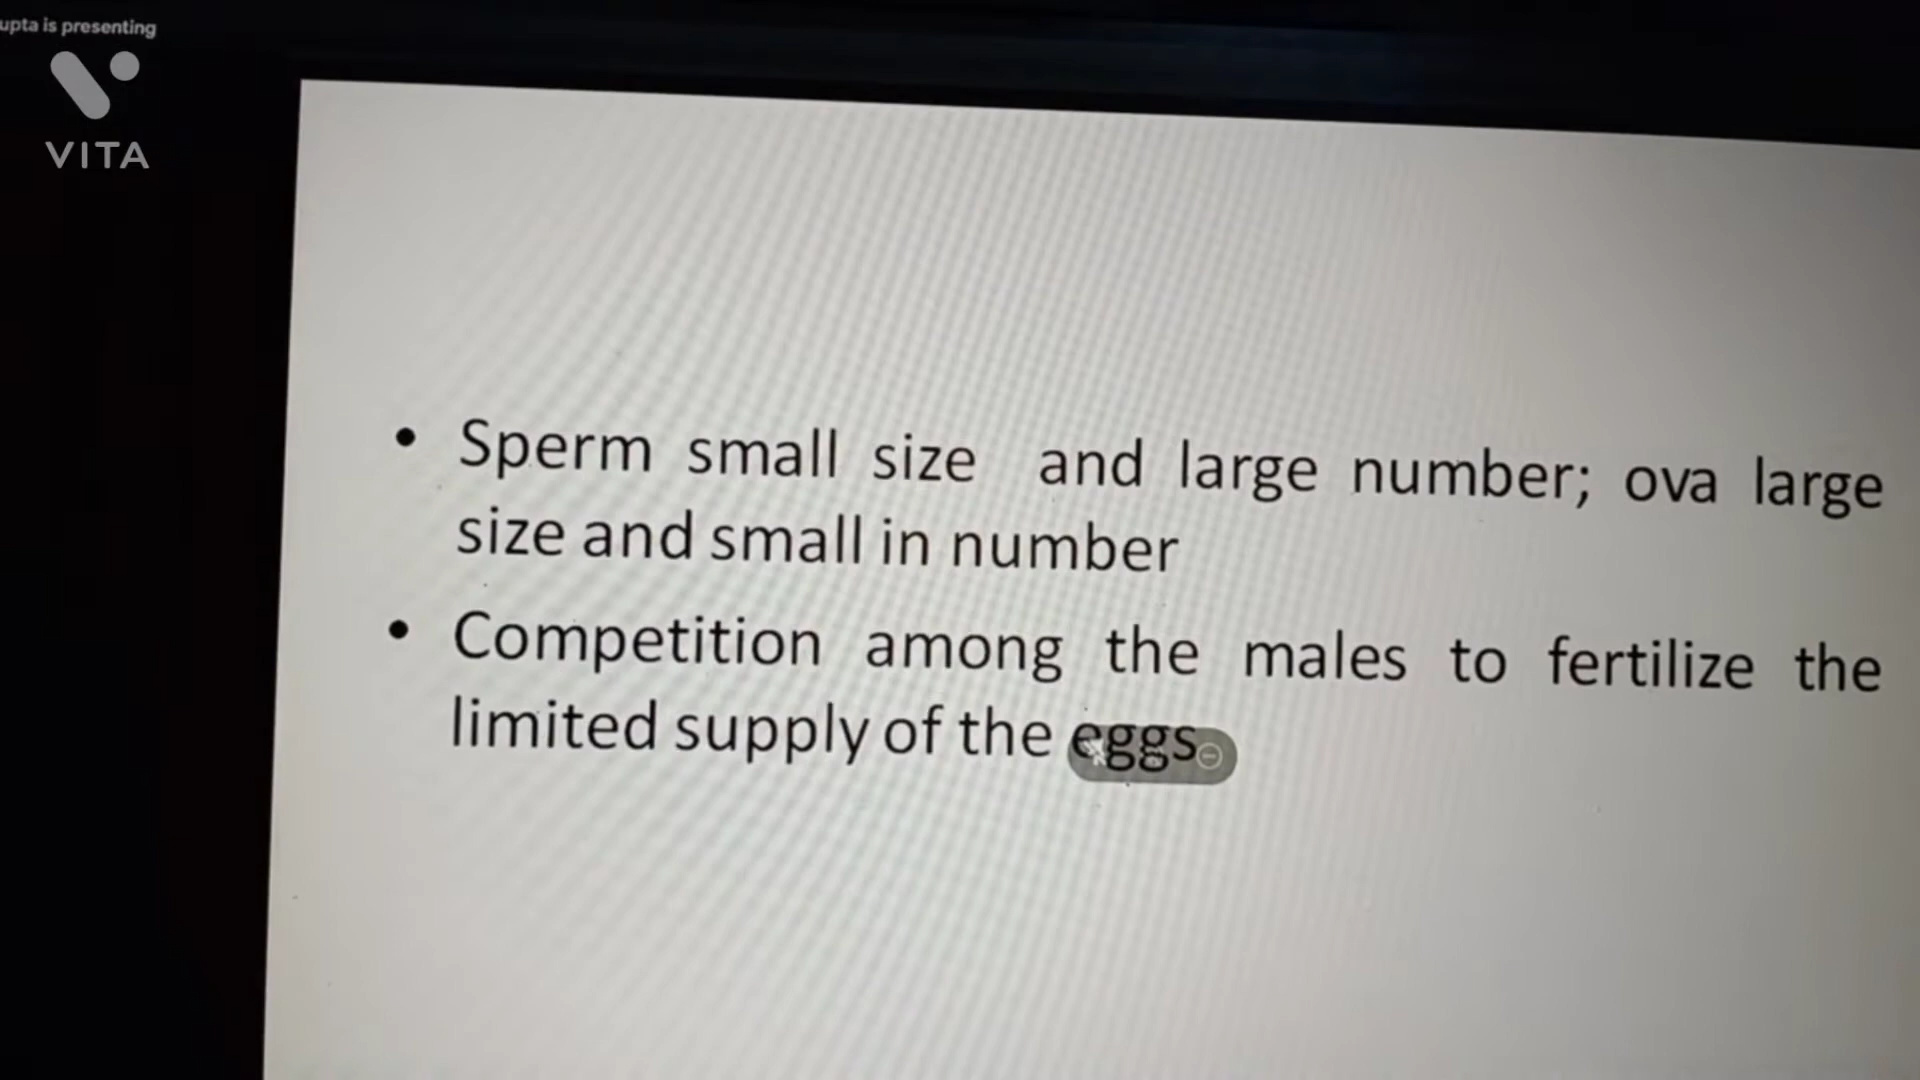 upta is presenting
VITA
• Sperm small size and large number; ova large
size and small in number
• Competition among the males to fertilize the
limited supply of the eggs